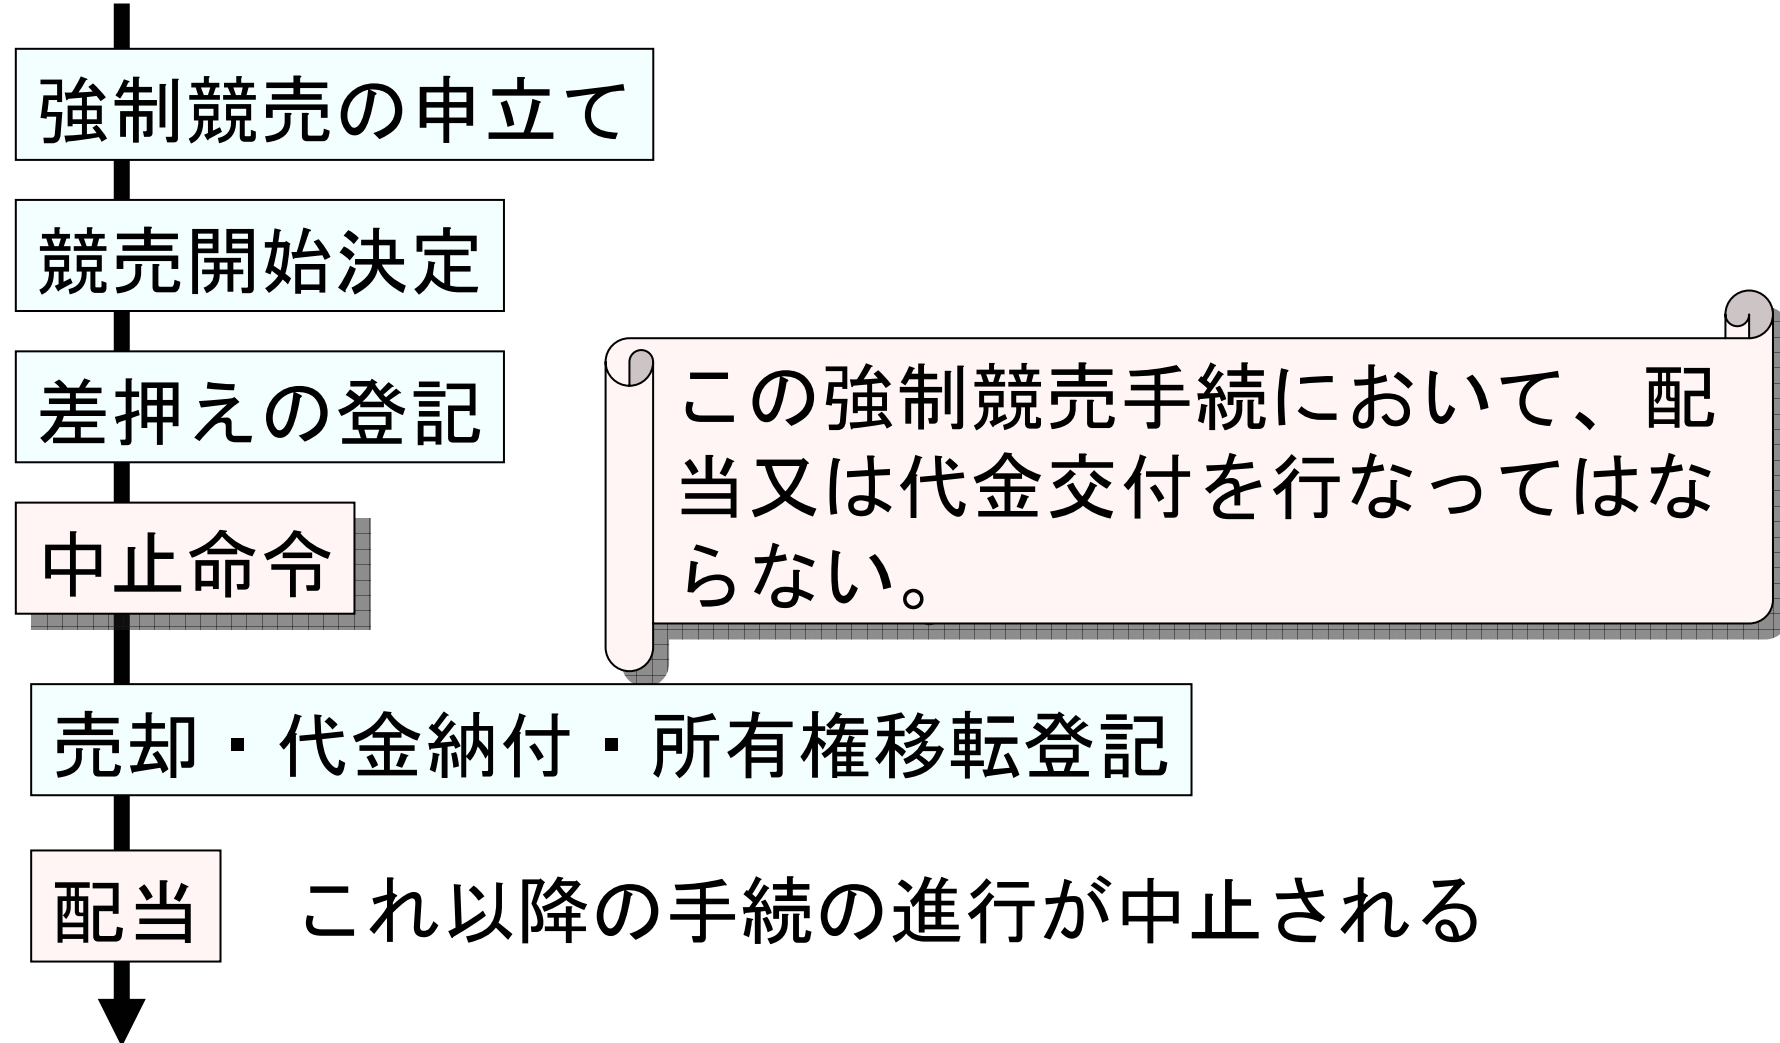 強制競売の申立て
競売開始決定
差押えの登記
この強制競売手続において、配
当又は代金交付を行なってはな
らない。
中止命令
売却・代金納付・所有権移転登記
配当
これ以降の手続の進行が中止される